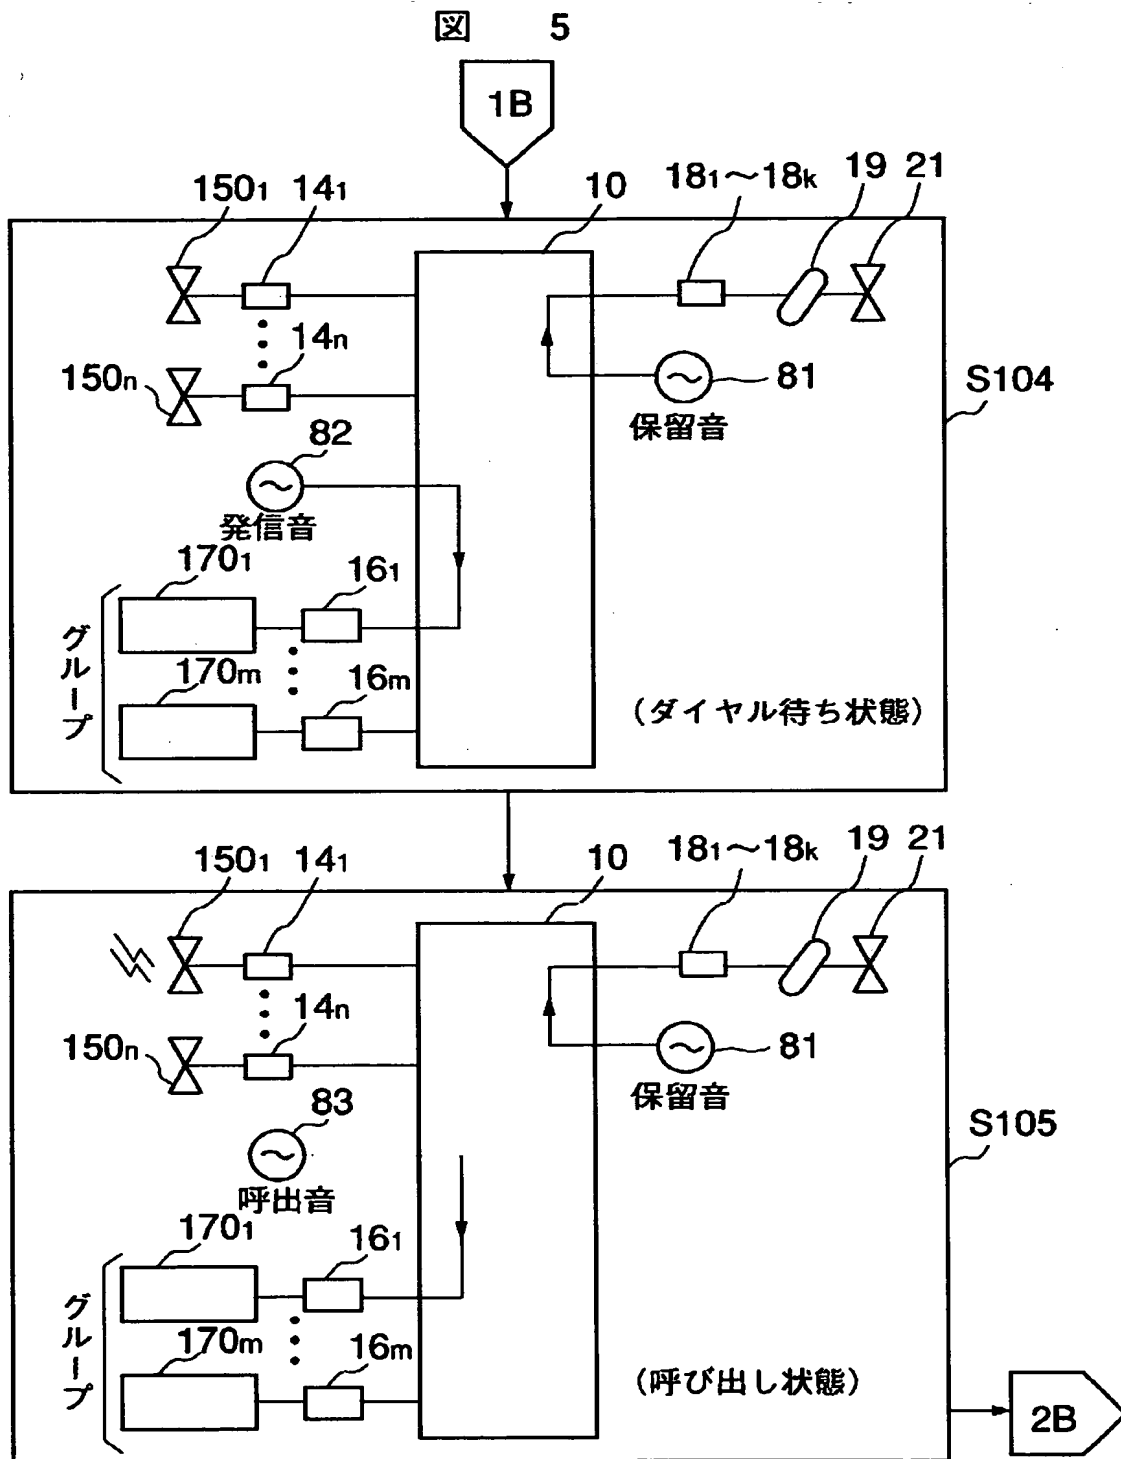 図 5
1B
150₁ 14₁ 10 18₁〜18k 19 21
14n
150n
81
保留音
S104
82
発信音
170₁ 16₁
グループ
170m 16m
(ダイヤル待ち状態)
150₁ 14₁ 10 18₁〜18k 19 21
14n
150n
81
保留音
83
S105
呼出音
170₁ 16₁
グループ
170m 16m
(呼び出し状態)
2B